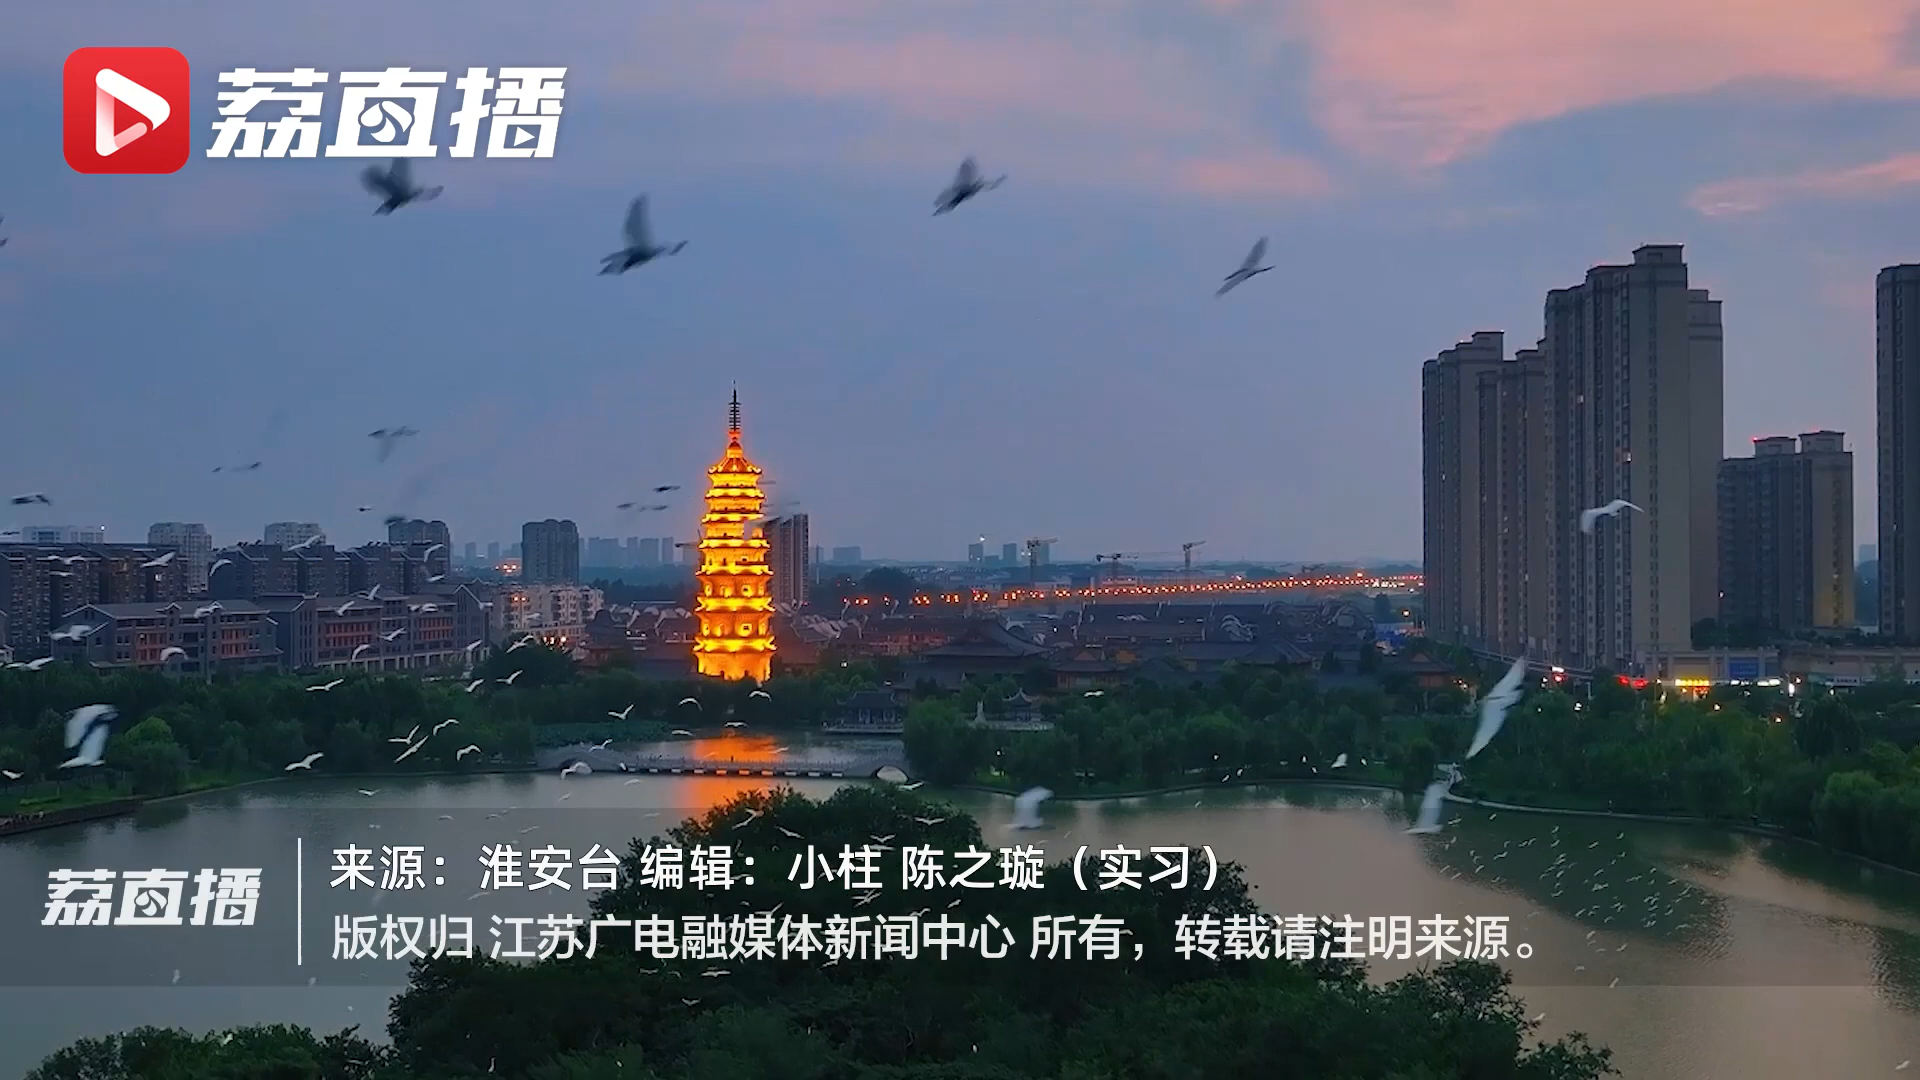 荔直播
荔直播
来源：淮安台 编辑：小柱 陈之璇（实习）
版权归 江苏广电融媒体新闻中心 所有，转载请注明来源。